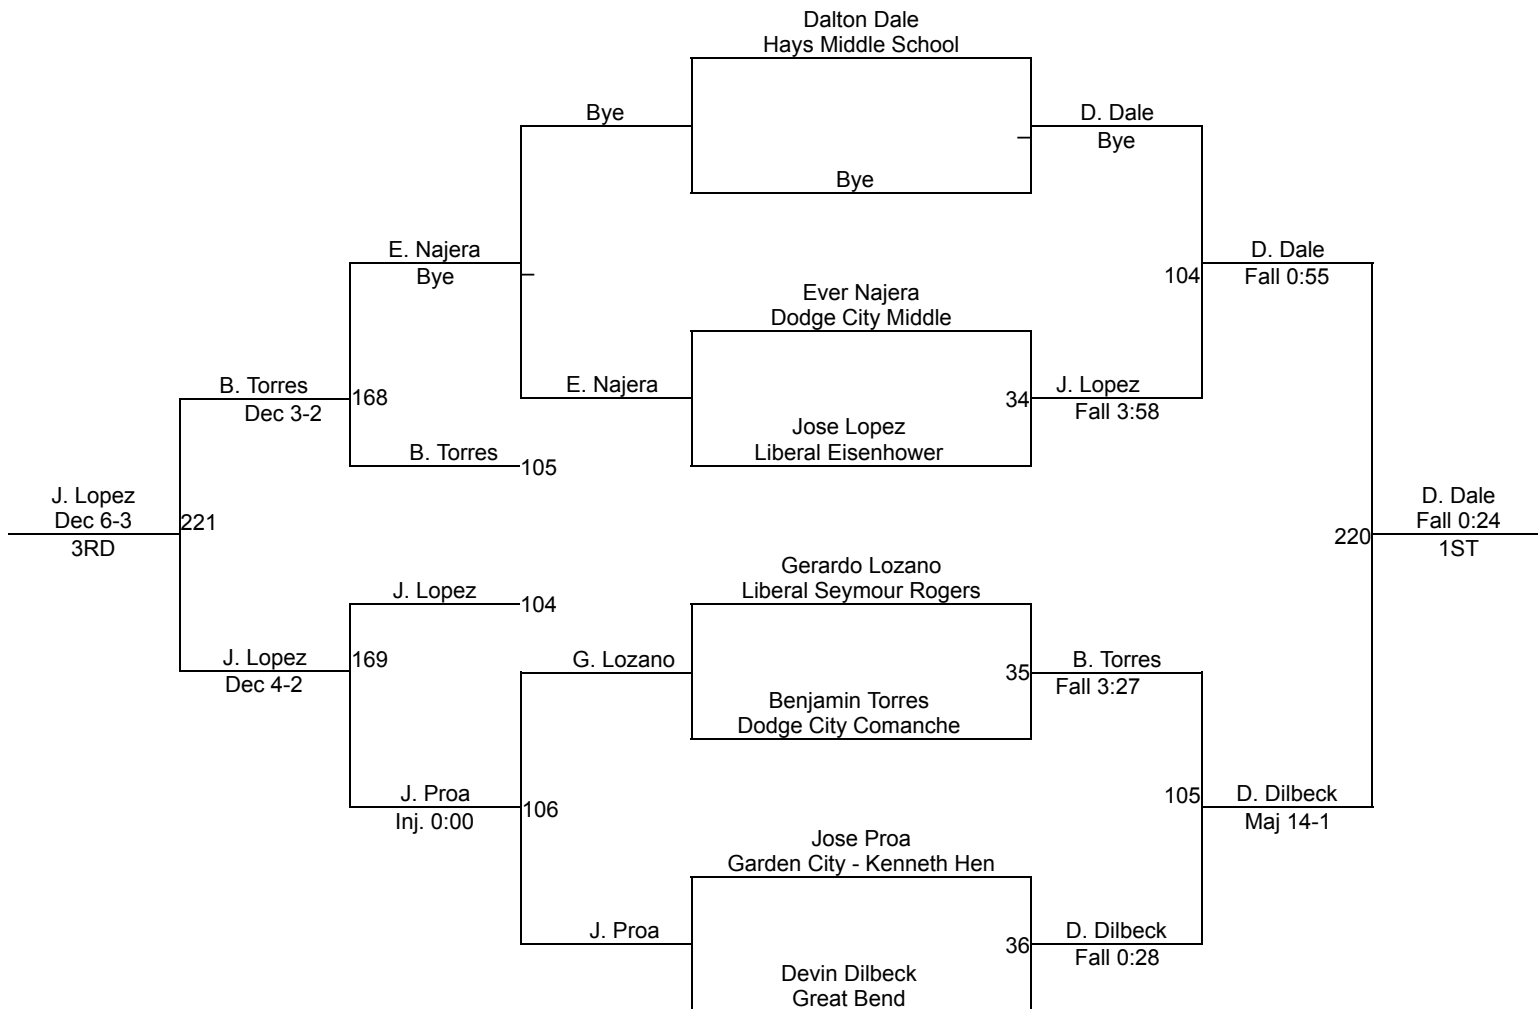 Dalton Dale
Hays Middle School
Bye
D. Dale
Bye
Bye
E. Najera
Bye
D. Dale
104
Fall 0:55
Ever Najera
Dodge City Middle
B. Torres
168
Dec 3-2
E. Najera
34
J. Lopez
Fall 3:58
Jose Lopez
Liberal Eisenhower
B. Torres
105
J. Lopez
Dec 6-3
221
3RD
D. Dale
Fall 0:24
220
1ST
Gerardo Lozano
Liberal Seymour Rogers
J. Lopez
104
J. Lopez
169
Dec 4-2
G. Lozano
35
B. Torres
Fall 3:27
Benjamin Torres
Dodge City Comanche
J. Proa
106
Inj. 0:00
105
D. Dilbeck
Maj 14-1
Jose Proa
Garden City - Kenneth Hen
J. Proa
36
D. Dilbeck
Fall 0:28
Devin Dilbeck
Great Bend